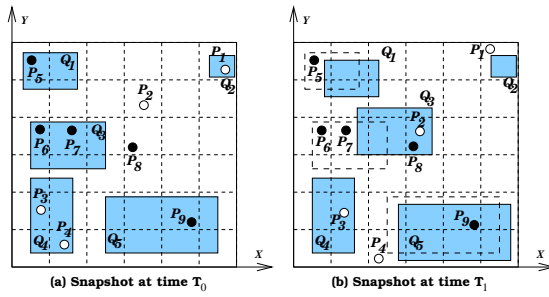 Y
P1
P5
Q1
Q2
P2
P6
P7
Q3
P8
P3
P4
Q4
P9
Q5
X
(a) Snapshot at time T0
Y
P1
P5
Q1
Q2
Q3
P2
P6
P7
P8
P3
Q4
P4
P9
Q5
X
(b) Snapshot at time T1